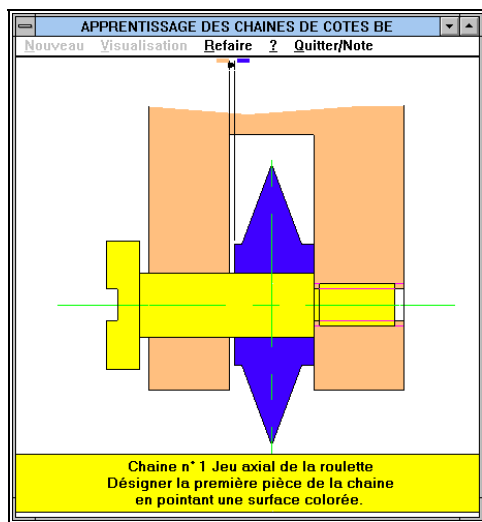 APPRENTISSAGE DES CHAINES DE COTES BE
Nouveau Visualisation Refaire ? Quitter/Note
Chaine n° 1 Jeu axial de la roulette
Désigner la première pièce de la chaine
en pointant une surface colorée.